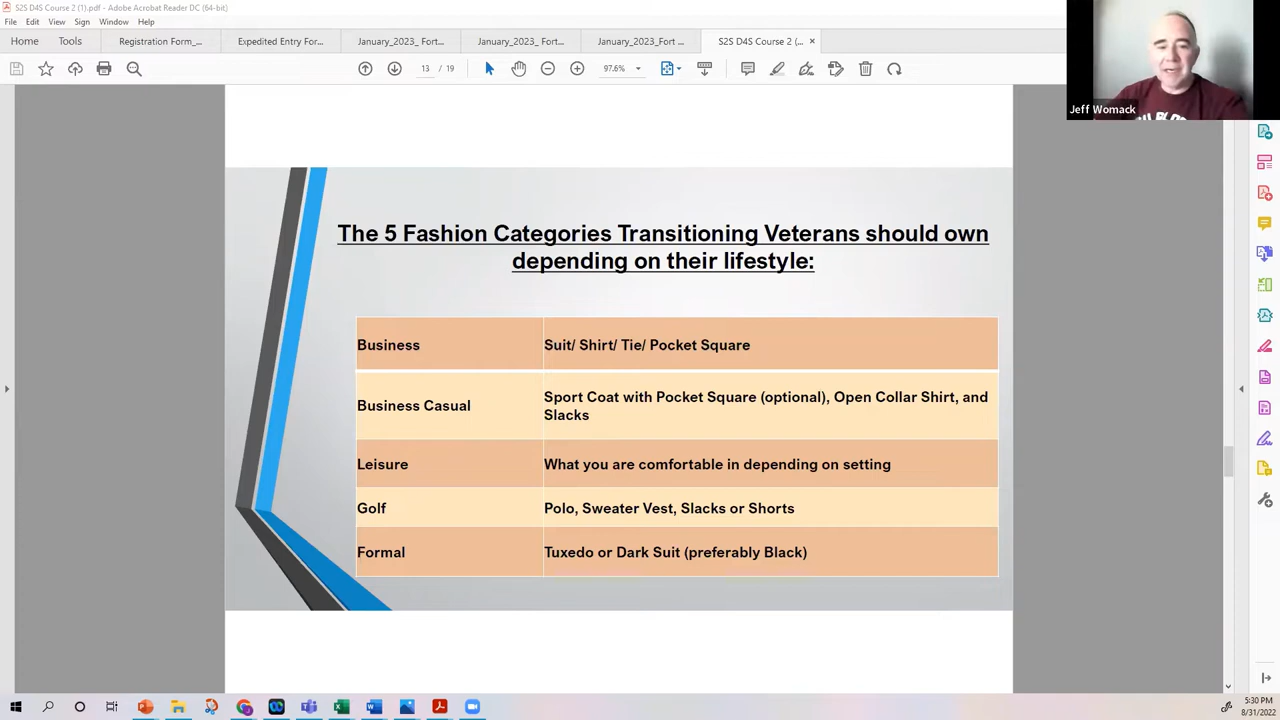 S2S D4S Course 2 (1).pdf - Adobe Acrobat Reader DC (64-bit)
File Edit View Sign Window Help
Home Tools Registration Form_... Expedited Entry For... January_2023_ Fort... January_2023_ Fort... January_2023_Fort ... S2S D4S Course 2 (... ×
13 / 19 97.6%
Jeff Womack
The 5 Fashion Categories Transitioning Veterans should own
depending on their lifestyle:
Business Suit/ Shirt/ Tie/ Pocket Square
Business Casual Sport Coat with Pocket Square (optional), Open Collar Shirt, and
Slacks
Leisure What you are comfortable in depending on setting
Golf Polo, Sweater Vest, Slacks or Shorts
Formal Tuxedo or Dark Suit (preferably Black)
5:30 PM
8/31/2022